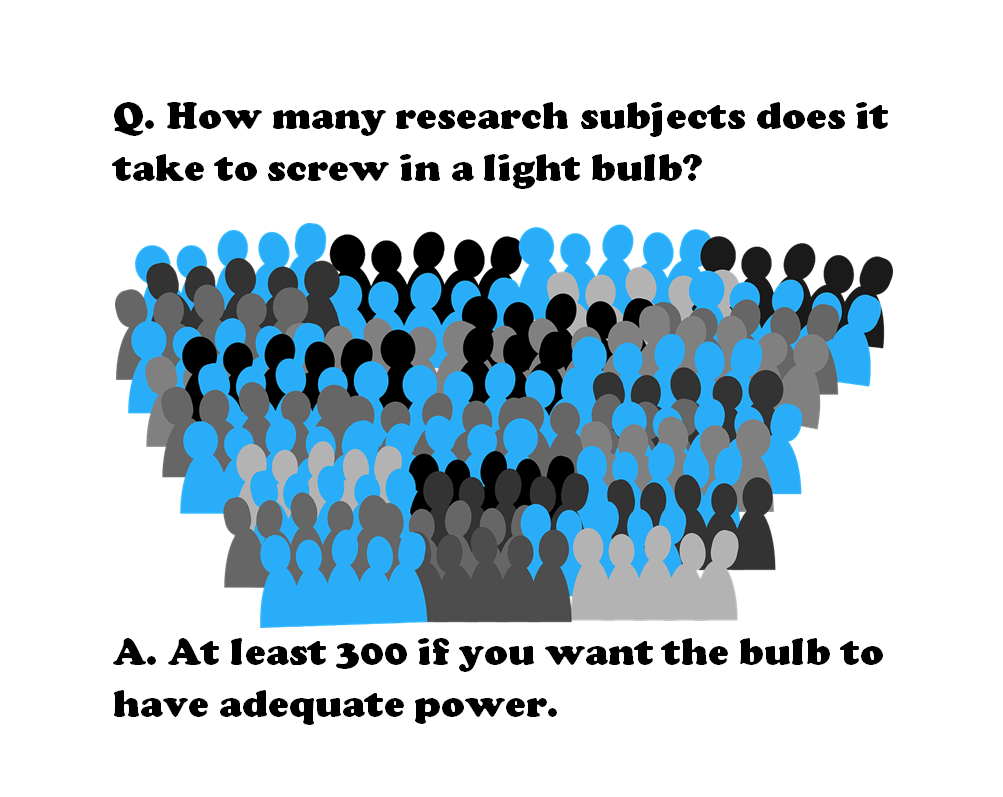 Q. How many research subjects does it
take to screw in a light bulb?
A. At least 300 if you want the bulb to
have adequate power.